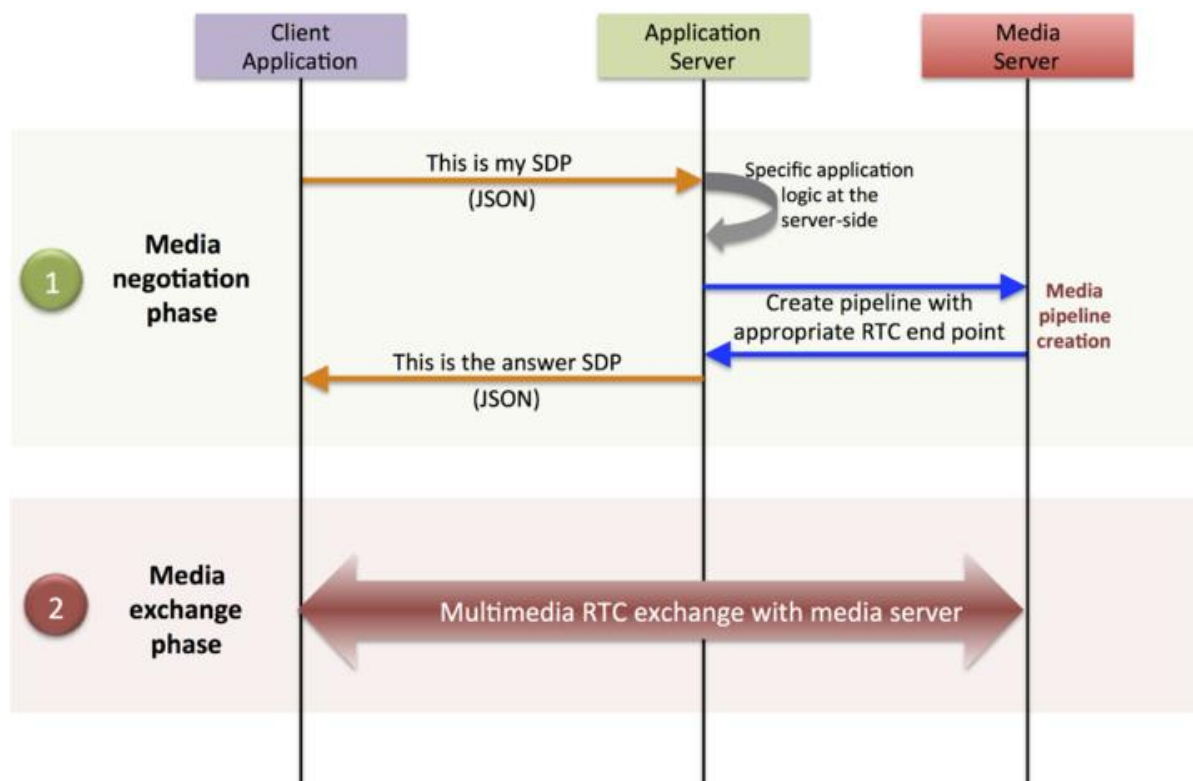 Client
Application
Application
Server
Media
Server
This is my SDP
(JSON)
Specific application
logic at the
server-side
1
Media
negotiation
phase
Create pipeline with
appropriate RTC end point
Media
pipeline
creation
This is the answer SDP
(JSON)
2
Media
exchange
phase
Multimedia RTC exchange with media server